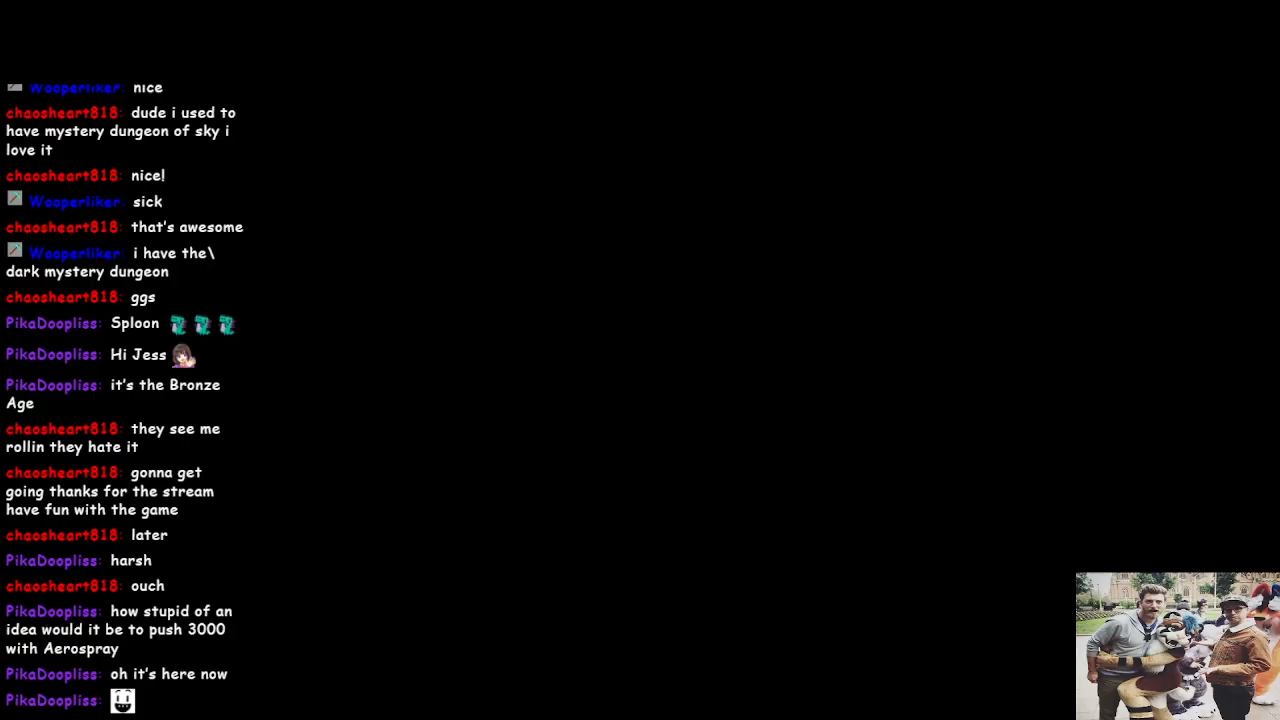 Wooperliker: nice
chaosheart818: dude i used to
have mystery dungeon of sky i
love it
chaosheart818: nice!
Wooperliker: sick
chaosheart818: that's awesome
Wooperliker: i have the\
dark mystery dungeon
chaosheart818: ggs
PikaDoopliss: Sploon
PikaDoopliss: Hi Jess
PikaDoopliss: it's the Bronze
Age
chaosheart818: they see me
rollin they hate it
chaosheart818: gonna get
going thanks for the stream
have fun with the game
chaosheart818: later
PikaDoopliss: harsh
chaosheart818: ouch
PikaDoopliss: how stupid of an
idea would it be to push 3000
with Aerospray
PikaDoopliss: oh it's here now
PikaDoopliss: